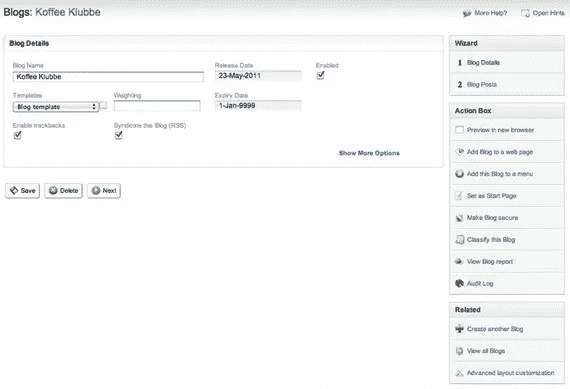 Blogs: Koffee Klubbe
More Help?
Open Hints
Blog Details
Blog Name
Release Date
Enabled
Koffee Klubbe
23-May-2011
Templates
Weighting
Expiry Date
Blog template
1-Jan-9999
Enable trackbacks
Syndicate this Blog (RSS)
Show More Options
Save
Delete
Next
Wizard
1 Blog Details
2 Blog Posts
Action Box
Preview in new browser
Add Blog to a web page
Add this Blog to a menu
Set as Start Page
Make Blog secure
Classify this Blog
View Blog report
Audit Log
Related
Create another Blog
View all Blogs
Advanced layout customization